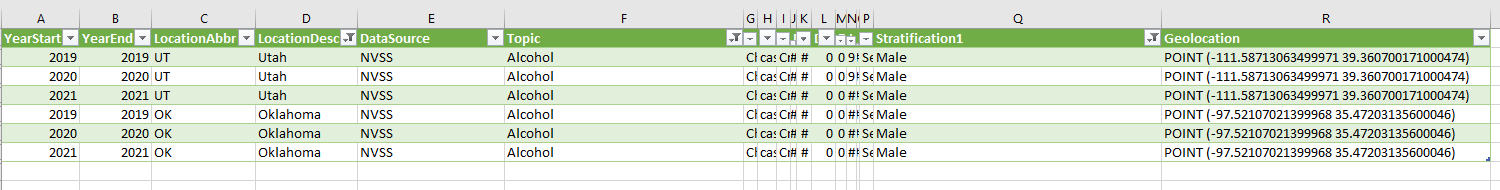 A B C D E F G H I J K L M N O P Q R
YearStart YearEnd LocationAbbr LocationDesc DataSource Topic Stratification1 Geolocation
2019 2019 UT Utah NVSS Alcohol # # 0 0 Male POINT (-111.58713063499971 39.360700171000474)
2020 2020 UT Utah NVSS Alcohol # # 0 0 Male POINT (-111.58713063499971 39.360700171000474)
2021 2021 UT Utah NVSS Alcohol # # 0 0 Male POINT (-111.58713063499971 39.360700171000474)
2019 2019 OK Oklahoma NVSS Alcohol # # 0 0 Male POINT (-97.52107021399968 35.47203135600046)
2020 2020 OK Oklahoma NVSS Alcohol # # 0 0 Male POINT (-97.52107021399968 35.47203135600046)
2021 2021 OK Oklahoma NVSS Alcohol # # 0 0 Male POINT (-97.52107021399968 35.47203135600046)